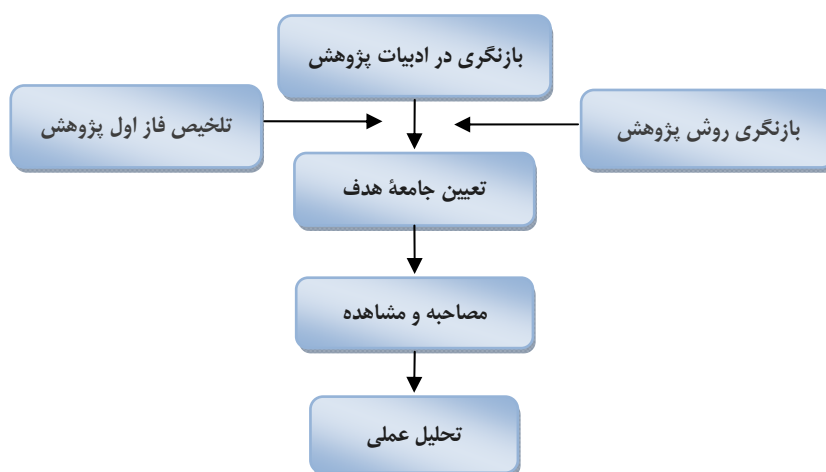 بازنگری در ادبیات پژوهش
بازنگری روش پژوهش
تلخیص فاز اول پژوهش
تعیین جامعهٔ هدف
مصاحبه و مشاهده
تحلیل عملی